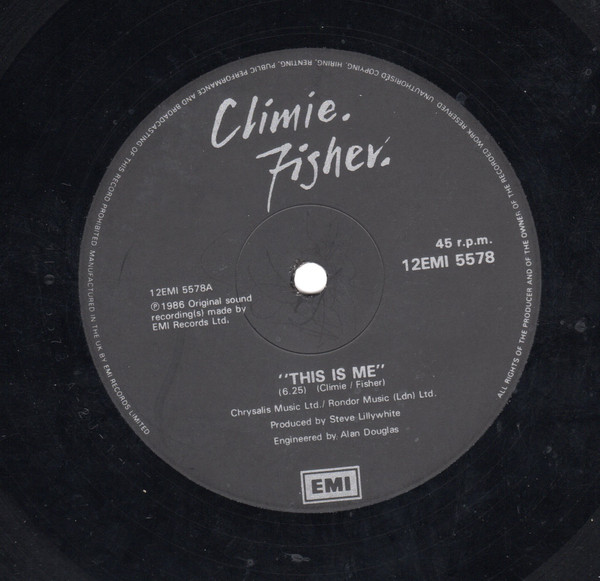 Climie.
Fisher.
45 r.p.m.
12EMI 5578
12EMI 5578A
Ⓟ1986 Original sound
recording(s) made by
EMI Records Ltd.
"THIS IS ME"
(6.25) (Climie / Fisher)
Chrysalis Music Ltd./ Rondor Music (Ldn) Ltd.
Produced by Steve Lillywhite
Engineered by Alan Douglas
EMI
ALL RIGHTS OF THE PRODUCER AND OF THE OWNER OF THE RECORDED WORK RESERVED UNAUTHORISED COPYING, HIRING, RENTING, PUBLIC PERFORMANCE AND BROADCASTING OF THIS RECORD PROHIBITED MANUFACTURED IN THE UK BY EMI RECORDS LIMITED